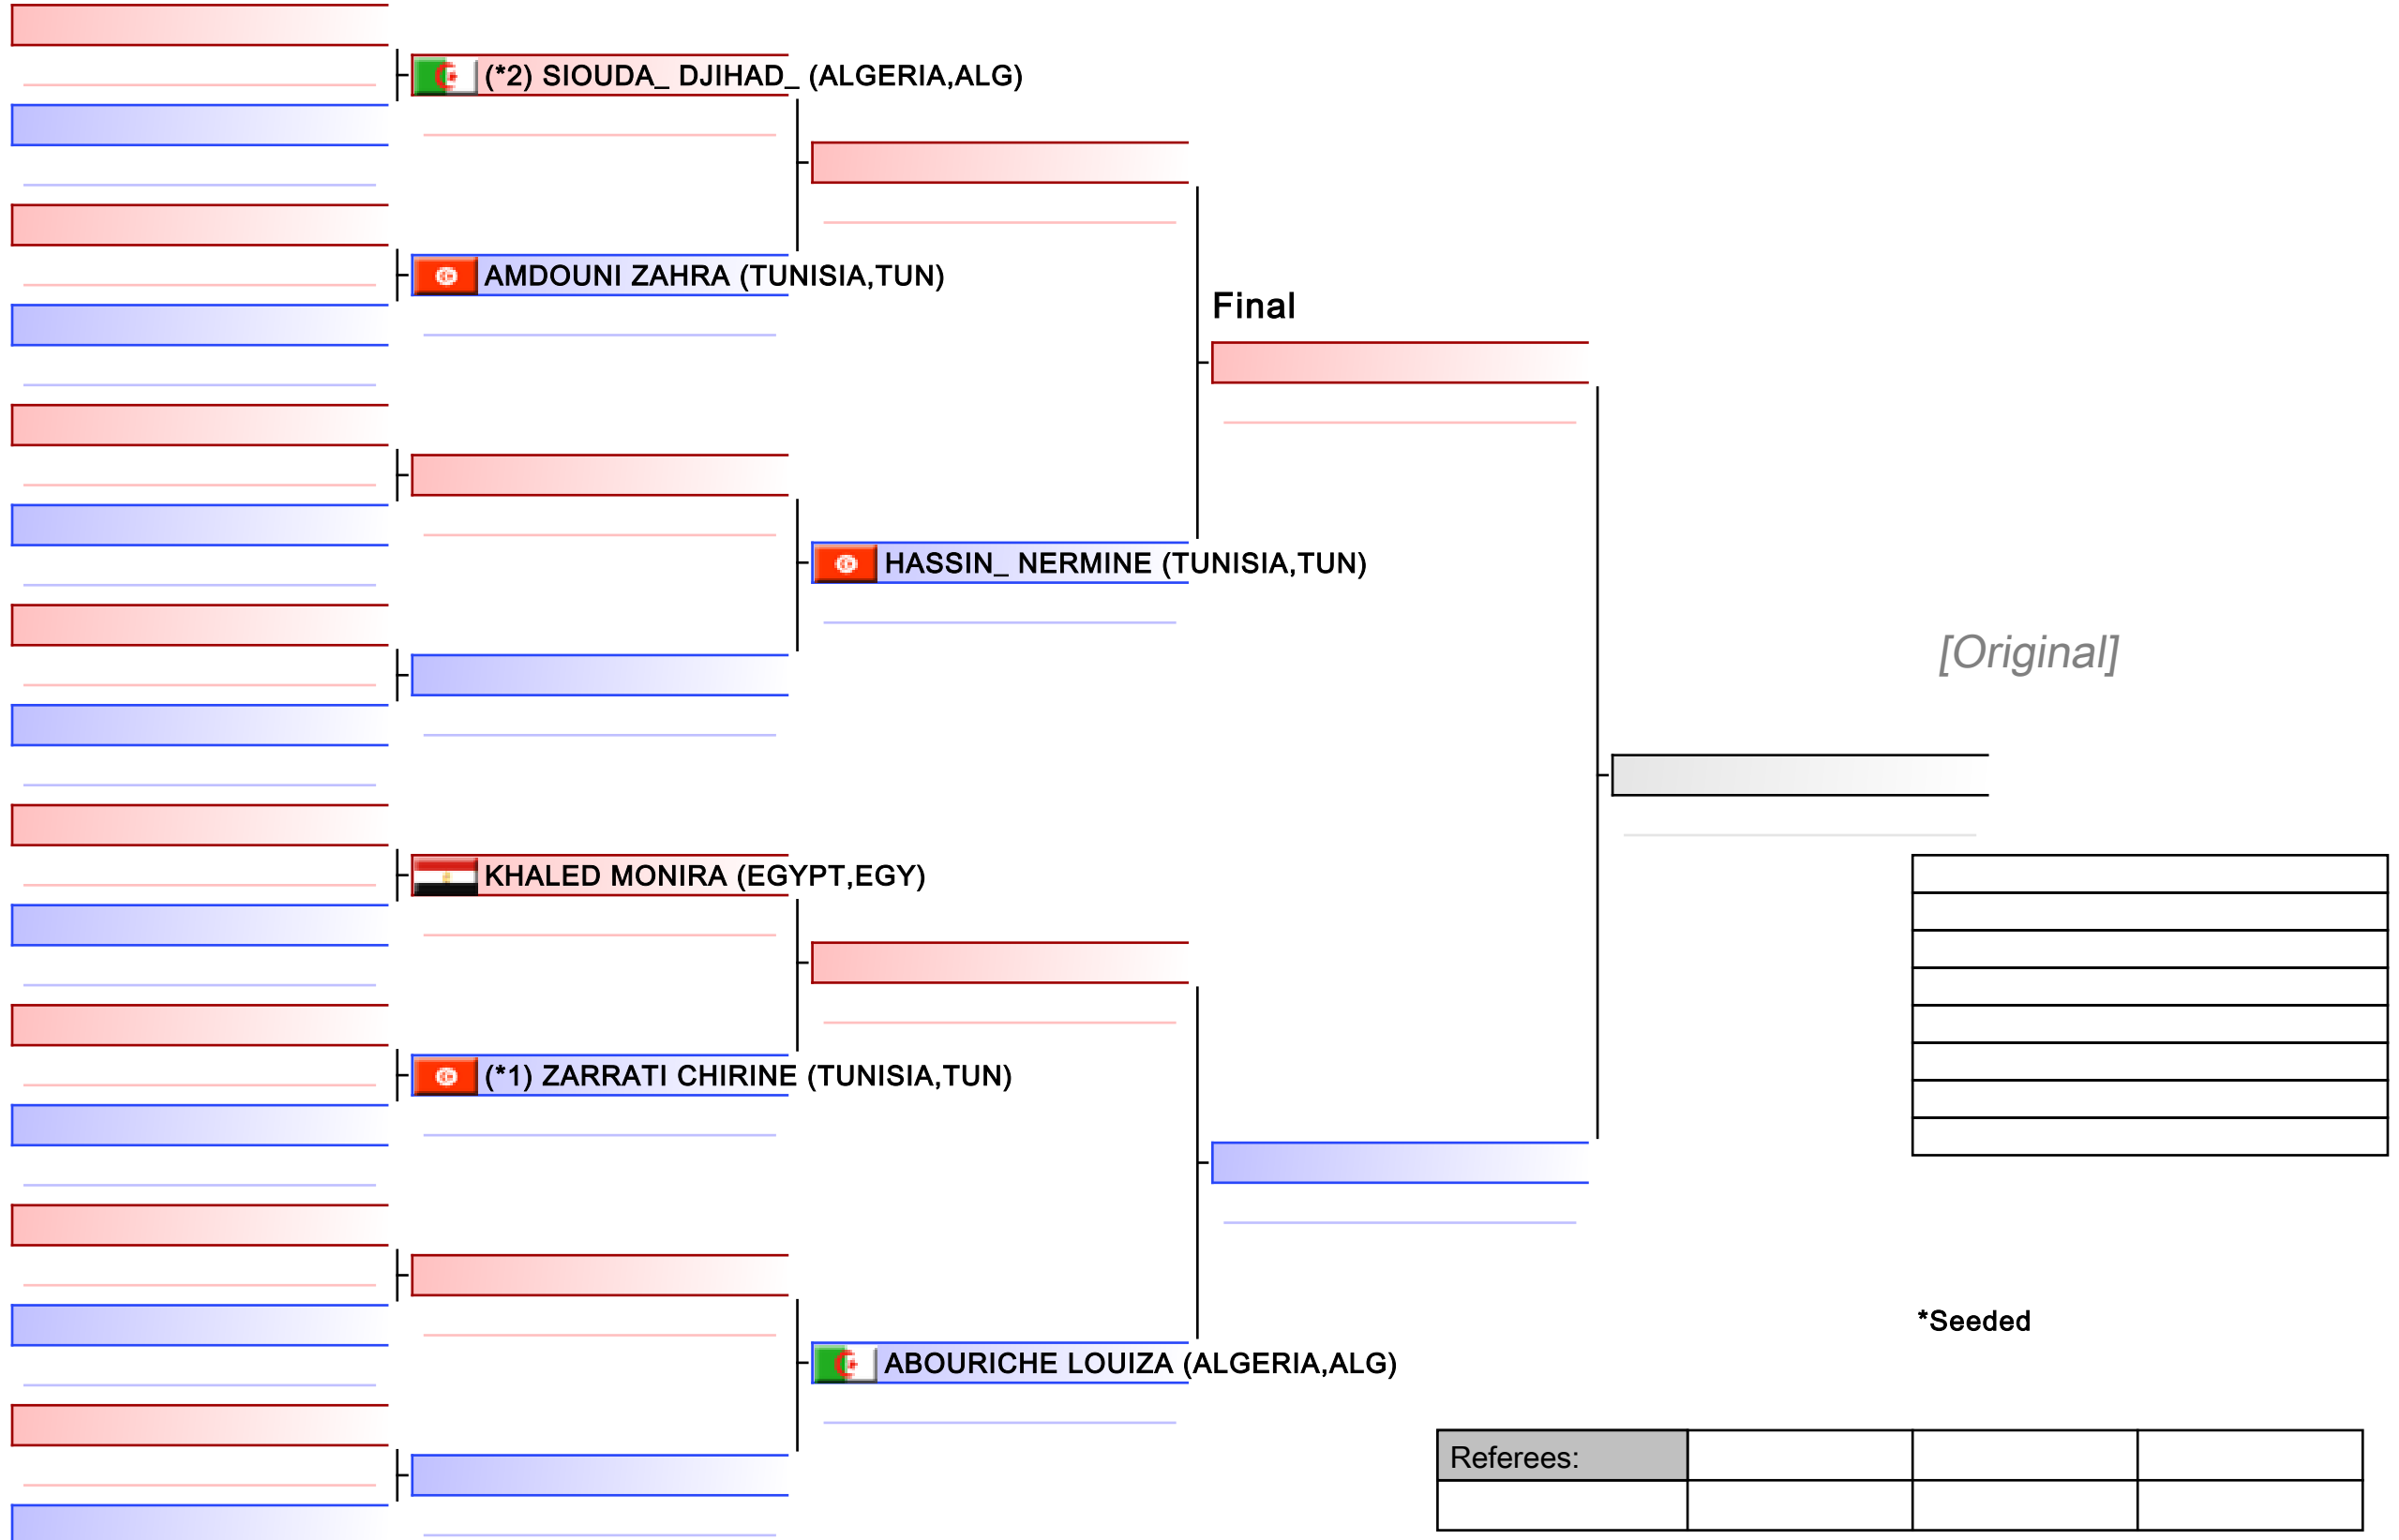 (*2) SIOUDA_ DJIHAD_ (ALGERIA,ALG)
AMDOUNI ZAHRA (TUNISIA,TUN)
Final
HASSIN_ NERMINE (TUNISIA,TUN)
[Original]
KHALED MONIRA (EGYPT,EGY)
(*1) ZARRATI CHIRINE (TUNISIA,TUN)
*Seeded
ABOURICHE LOUIZA (ALGERIA,ALG)
Referees: